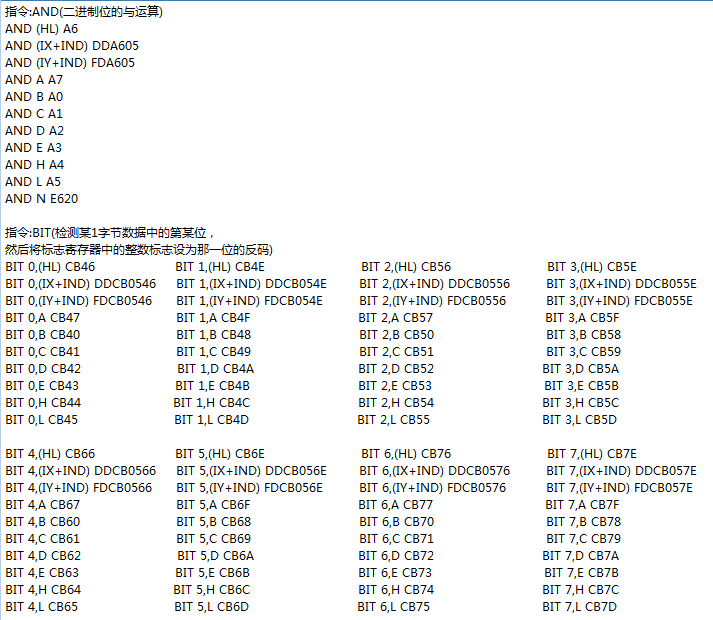 指令:AND(二进制位的与运算)
AND (HL) A6
AND (IX+IND) DDA605
AND (IY+IND) FDA605
AND A A7
AND B A0
AND C A1
AND D A2
AND E A3
AND H A4
AND L A5
AND N E620
指令:BIT(检测某1字节数据中的第某位，
然后将标志寄存器中的整数标志设为那一位的反码)
BIT 0,(HL) CB46 BIT 1,(HL) CB4E BIT 2,(HL) CB56 BIT 3,(HL) CB5E
BIT 0,(IX+IND) DDCB0546 BIT 1,(IX+IND) DDCB054E BIT 2,(IX+IND) DDCB0556 BIT 3,(IX+IND) DDCB055E
BIT 0,(IY+IND) FDCB0546 BIT 1,(IY+IND) FDCB054E BIT 2,(IY+IND) FDCB0556 BIT 3,(IY+IND) FDCB055E
BIT 0,A CB47 BIT 1,A CB4F BIT 2,A CB57 BIT 3,A CB5F
BIT 0,B CB40 BIT 1,B CB48 BIT 2,B CB50 BIT 3,B CB58
BIT 0,C CB41 BIT 1,C CB49 BIT 2,C CB51 BIT 3,C CB59
BIT 0,D CB42 BIT 1,D CB4A BIT 2,D CB52 BIT 3,D CB5A
BIT 0,E CB43 BIT 1,E CB4B BIT 2,E CB53 BIT 3,E CB5B
BIT 0,H CB44 BIT 1,H CB4C BIT 2,H CB54 BIT 3,H CB5C
BIT 0,L CB45 BIT 1,L CB4D BIT 2,L CB55 BIT 3,L CB5D
BIT 4,(HL) CB66 BIT 5,(HL) CB6E BIT 6,(HL) CB76 BIT 7,(HL) CB7E
BIT 4,(IX+IND) DDCB0566 BIT 5,(IX+IND) DDCB056E BIT 6,(IX+IND) DDCB0576 BIT 7,(IX+IND) DDCB057E
BIT 4,(IY+IND) FDCB0566 BIT 5,(IY+IND) FDCB056E BIT 6,(IY+IND) FDCB0576 BIT 7,(IY+IND) FDCB057E
BIT 4,A CB67 BIT 5,A CB6F BIT 6,A CB77 BIT 7,A CB7F
BIT 4,B CB60 BIT 5,B CB68 BIT 6,B CB70 BIT 7,B CB78
BIT 4,C CB61 BIT 5,C CB69 BIT 6,C CB71 BIT 7,C CB79
BIT 4,D CB62 BIT 5,D CB6A BIT 6,D CB72 BIT 7,D CB7A
BIT 4,E CB63 BIT 5,E CB6B BIT 6,E CB73 BIT 7,E CB7B
BIT 4,H CB64 BIT 5,H CB6C BIT 6,H CB74 BIT 7,H CB7C
BIT 4,L CB65 BIT 5,L CB6D BIT 6,L CB75 BIT 7,L CB7D